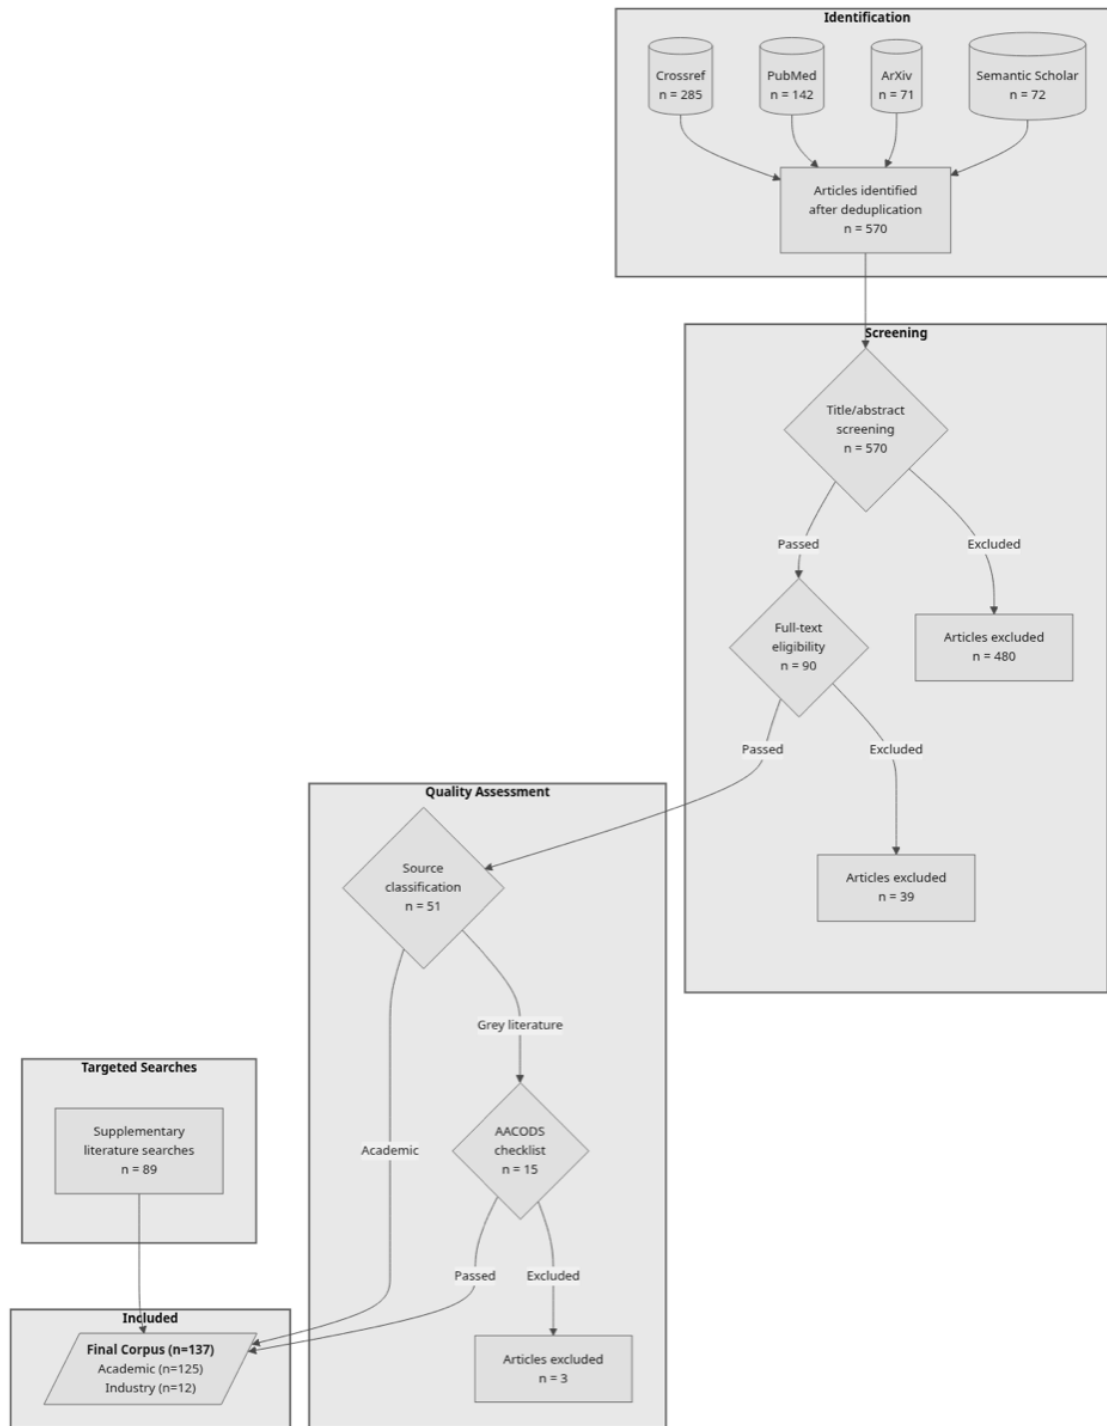 Identification
Crossref
n = 285
PubMed
n = 142
ArXiv
n = 71
Semantic Scholar
n = 72
Articles identified
after deduplication
n = 570
Screening
Title/abstract
screening
n = 570
Passed
Excluded
Full-text
eligibility
n = 90
Articles excluded
n = 480
Passed
Excluded
Articles excluded
n = 39
Quality Assessment
Source
classification
n = 51
Grey literature
Academic
AACODS
checklist
n = 15
Passed
Excluded
Articles excluded
n = 3
Targeted Searches
Supplementary
literature searches
n = 89
Included
Final Corpus (n=137)
Academic (n=125)
Industry (n=12)